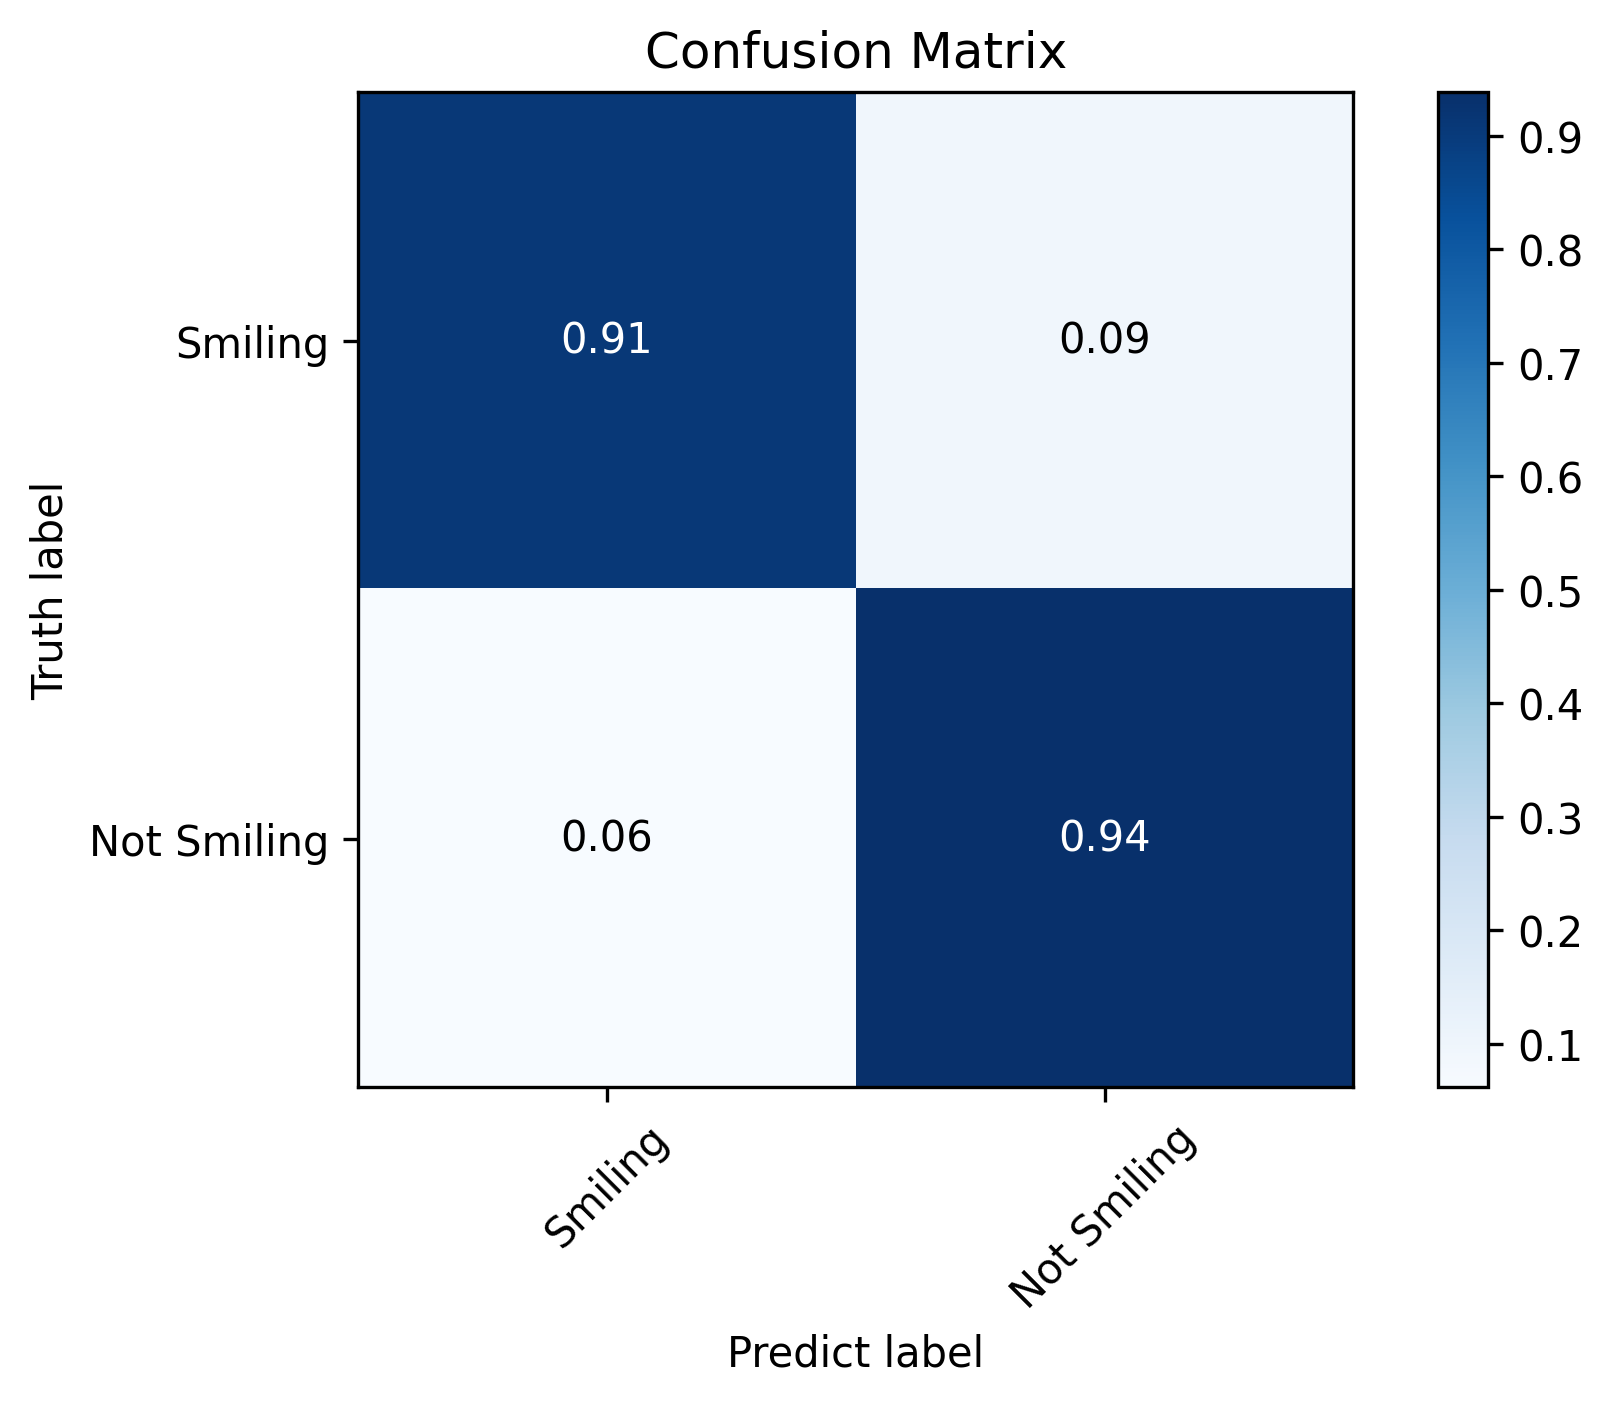 Confusion Matrix
Truth label
Smiling
0.91
0.09
Not Smiling
0.06
0.94
Smiling
Not Smiling
Predict label
0.9
0.8
0.7
0.6
0.5
0.4
0.3
0.2
0.1